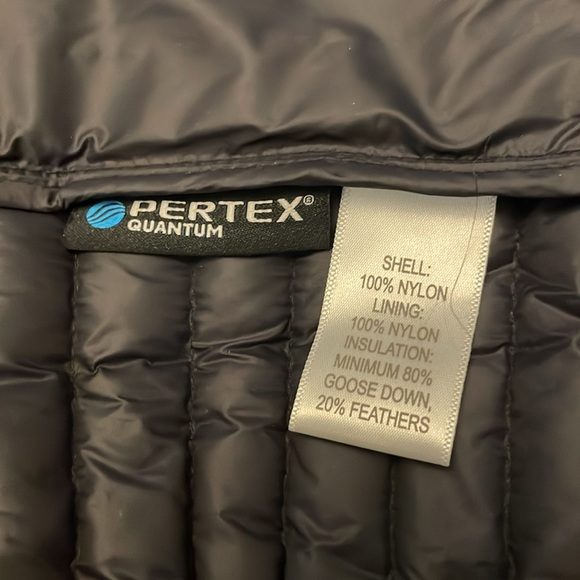 PERTEX®
QUANTUM
SHELL:
100% NYLON
LINING:
100% NYLON
INSULATION:
MINIMUM 80%
GOOSE DOWN,
20% FEATHERS